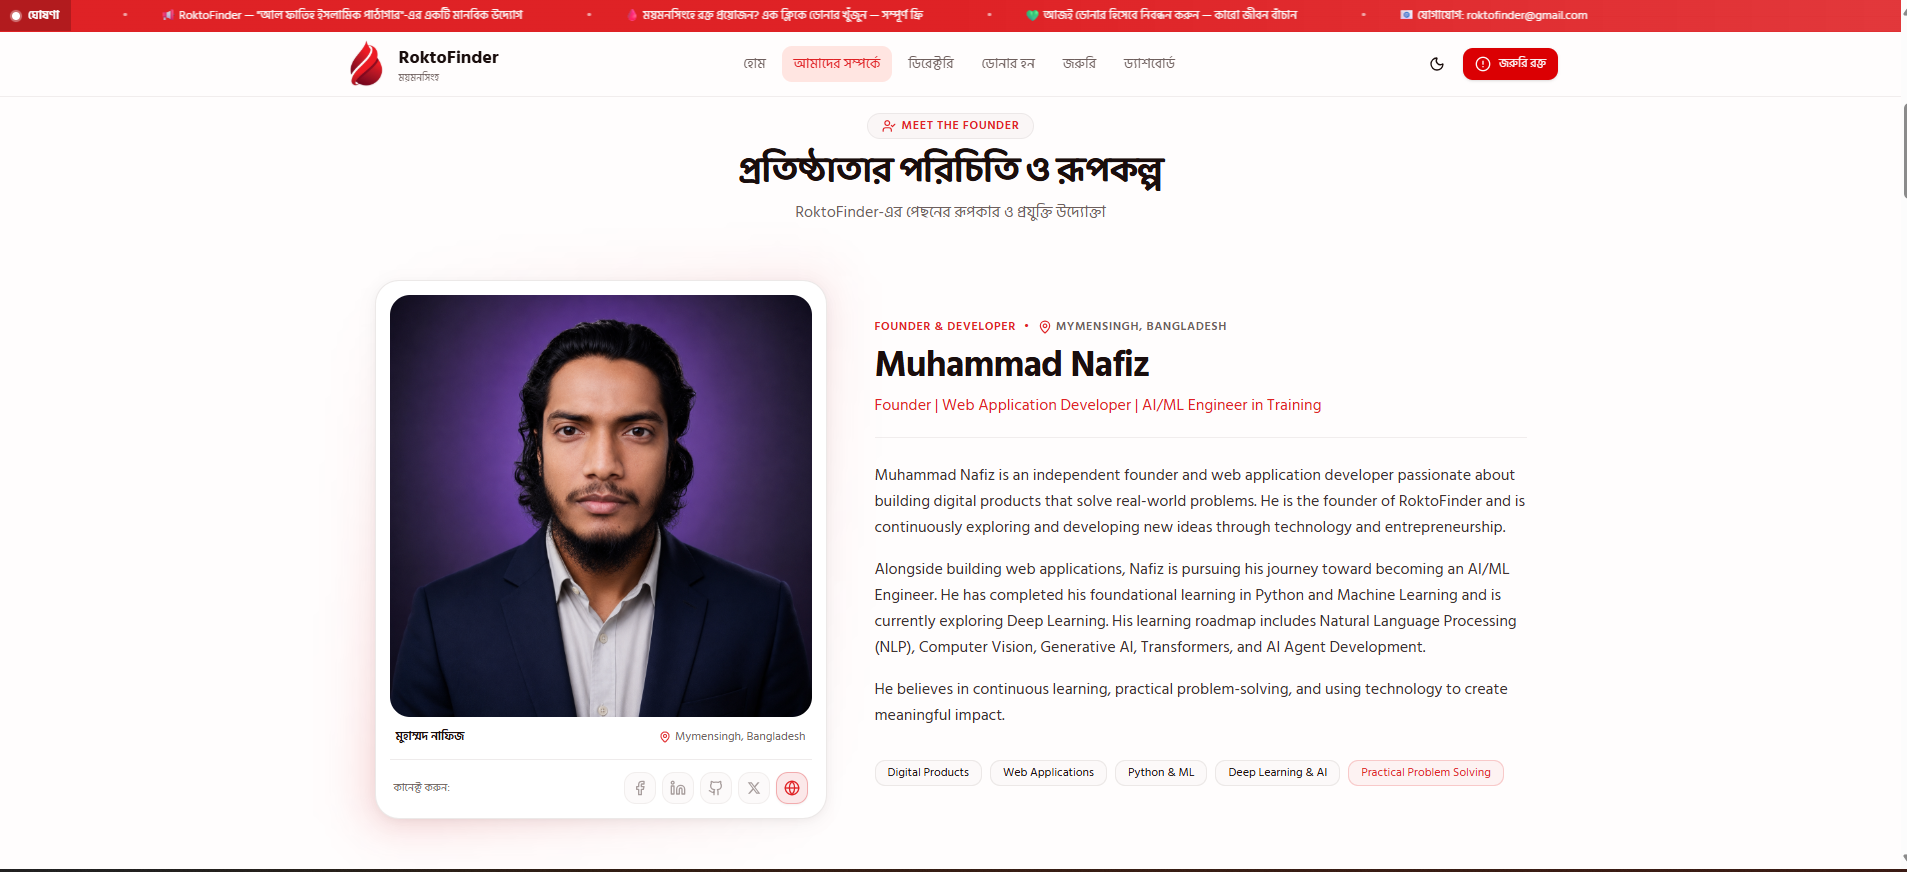 ঘোষণা
RoktoFinder — "আল ফাতিহ ইসলামিক পাঠাগার"-এর একটি মানবিক উদ্যোগ
ময়মনসিংহে রক্ত প্রয়োজন? এক ক্লিকে ডোনার খুঁজুন — সম্পূর্ণ ফ্রি
আজই ডোনার হিসেবে নিবন্ধন করুন — কারো জীবন বাঁচান
যোগাযোগ: roktofinder@gmail.com
RoktoFinder
ময়মনসিংহ
হোম
আমাদের সম্পর্কে
ডিরেক্টরি
ডোনার হন
জরুরি
ড্যাশবোর্ড
জরুরি রক্ত
MEET THE FOUNDER
প্রতিষ্ঠাতার পরিচিতি ও রূপকল্প
RoktoFinder-এর পেছনের রূপকার ও প্রযুক্তি উদ্যোক্তা
FOUNDER & DEVELOPER • MYMENSINGH, BANGLADESH
Muhammad Nafiz
Founder | Web Application Developer | AI/ML Engineer in Training
Muhammad Nafiz is an independent founder and web application developer passionate about
building digital products that solve real-world problems. He is the founder of RoktoFinder and is
continuously exploring and developing new ideas through technology and entrepreneurship.
Alongside building web applications, Nafiz is pursuing his journey toward becoming an AI/ML
Engineer. He has completed his foundational learning in Python and Machine Learning and is
currently exploring Deep Learning. His learning roadmap includes Natural Language Processing
(NLP), Computer Vision, Generative AI, Transformers, and AI Agent Development.
He believes in continuous learning, practical problem-solving, and using technology to create
meaningful impact.
Digital Products
Web Applications
Python & ML
Deep Learning & AI
Practical Problem Solving
মুহাম্মদ নাফিজ
Mymensingh, Bangladesh
কানেক্ট করুন: